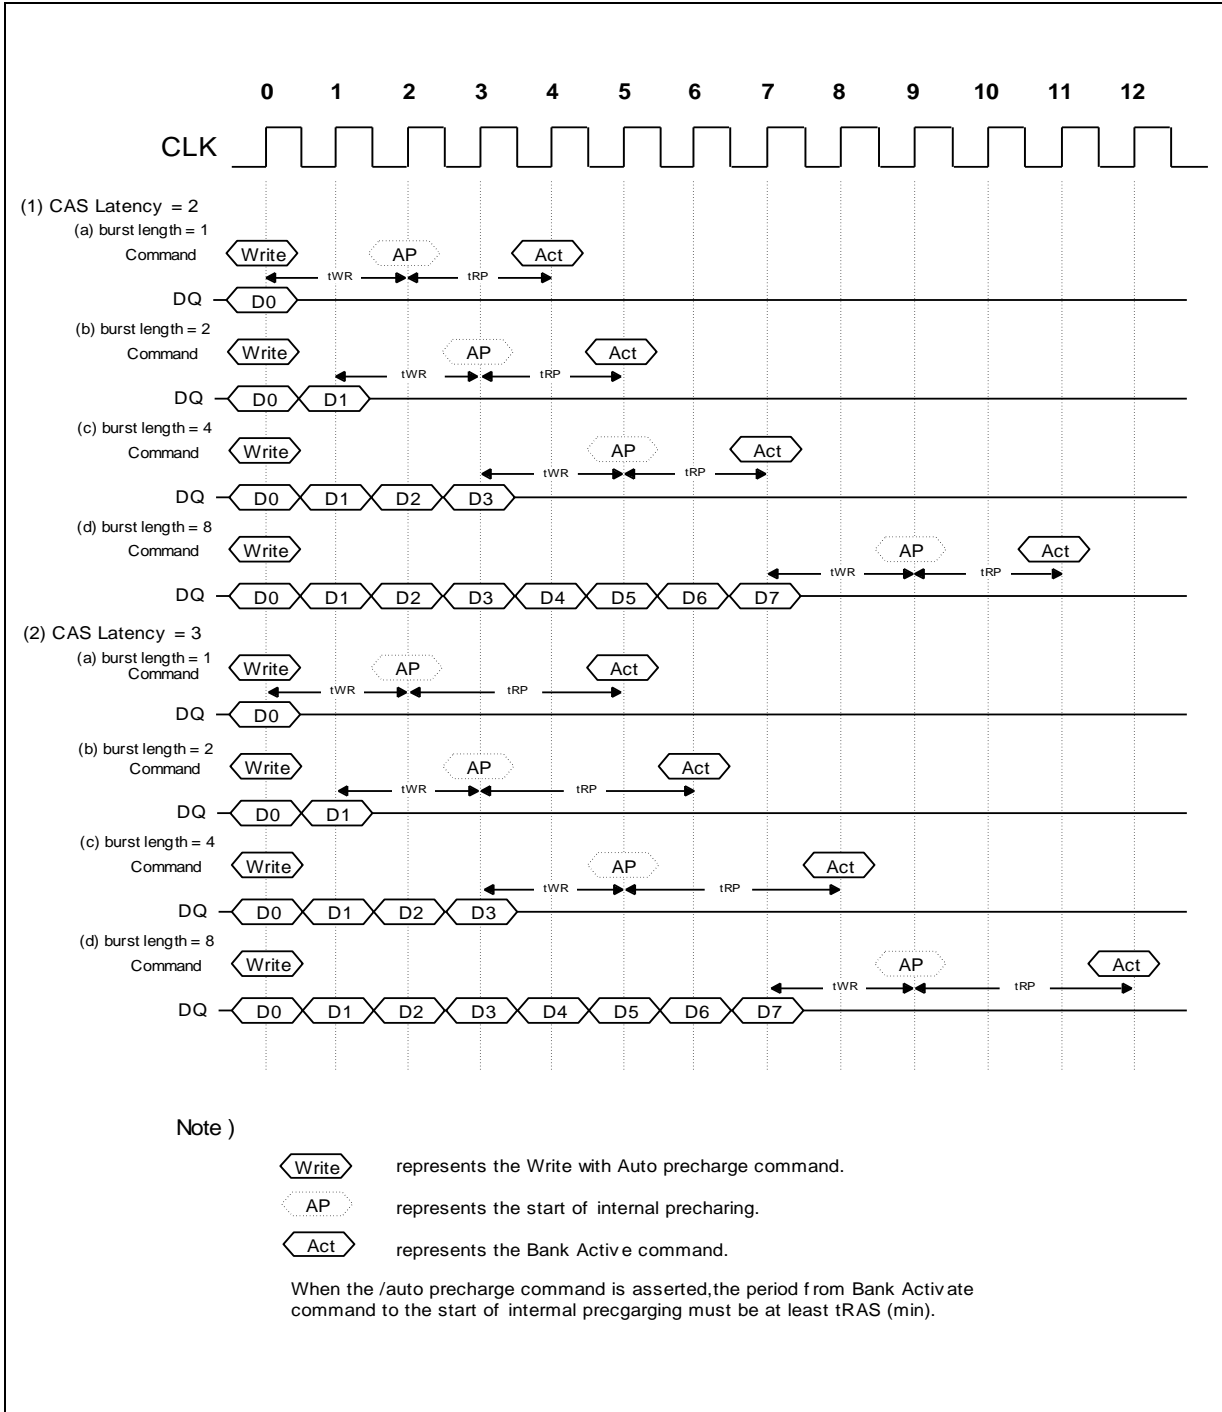 0 1 2 3 4 5 6 7 8 9 10 11 12
CLK
(1) CAS Latency = 2
(a) burst length = 1
Command Write AP Act
tWR tRP
DQ D0
(b) burst length = 2
Command Write AP Act
tWR tRP
DQ D0 D1
(c) burst length = 4
Command Write AP Act
tWR tRP
DQ D0 D1 D2 D3
(d) burst length = 8
Command Write AP Act
tWR tRP
DQ D0 D1 D2 D3 D4 D5 D6 D7
(2) CAS Latency = 3
(a) burst length = 1
Command Write AP Act
tWR tRP
DQ D0
(b) burst length = 2
Command Write AP Act
tWR tRP
DQ D0 D1
(c) burst length = 4
Command Write AP Act
tWR tRP
DQ D0 D1 D2 D3
(d) burst length = 8
Command Write AP Act
tWR tRP
DQ D0 D1 D2 D3 D4 D5 D6 D7
Note )
Write represents the Write with Auto precharge command.
AP represents the start of internal precharing.
Act represents the Bank Active command.
When the /auto precharge command is asserted,the period from Bank Activate
command to the start of intermal precgarging must be at least tRAS (min).